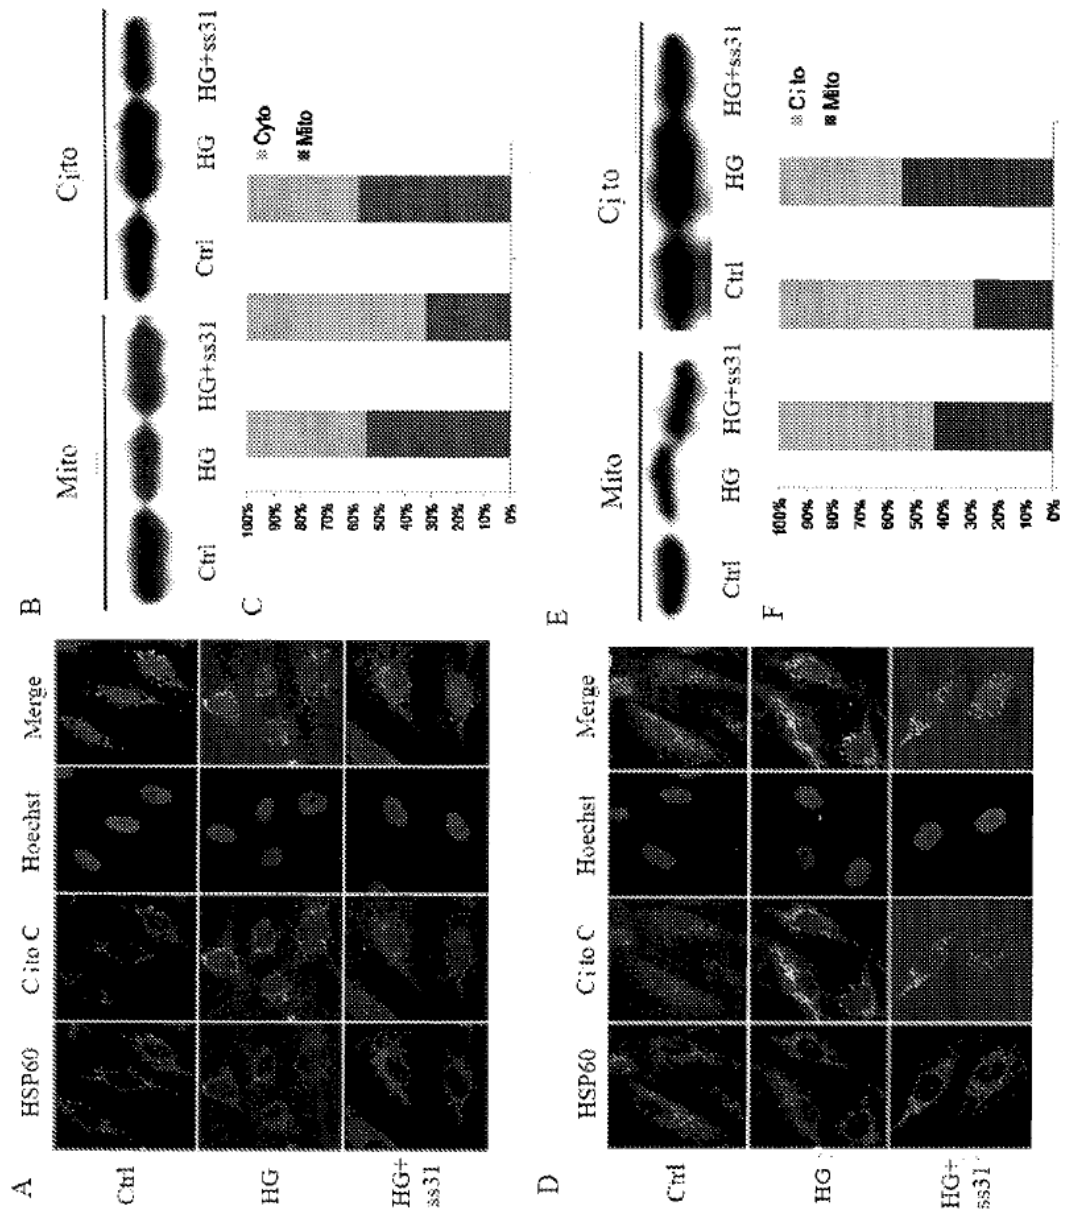 A
HSP60 Cito C Hoechst Merge
Ctrl
HG
HG+
ss31
B
Mito Cjto
Ctrl HG HG+ss31 Ctrl HG HG+ss31
C
100%
90%
80%
70%
60%
50%
40%
30%
20%
10%
0%
Cyto
Mito
D
HSP60 Cito C Hoechst Merge
Ctrl
HG
HG+
ss31
E
Mito Cjto
Ctrl HG HG+ss31 Ctrl HG HG+ss31
F
100%
90%
80%
70%
60%
50%
40%
30%
20%
10%
0%
Cito
Mito